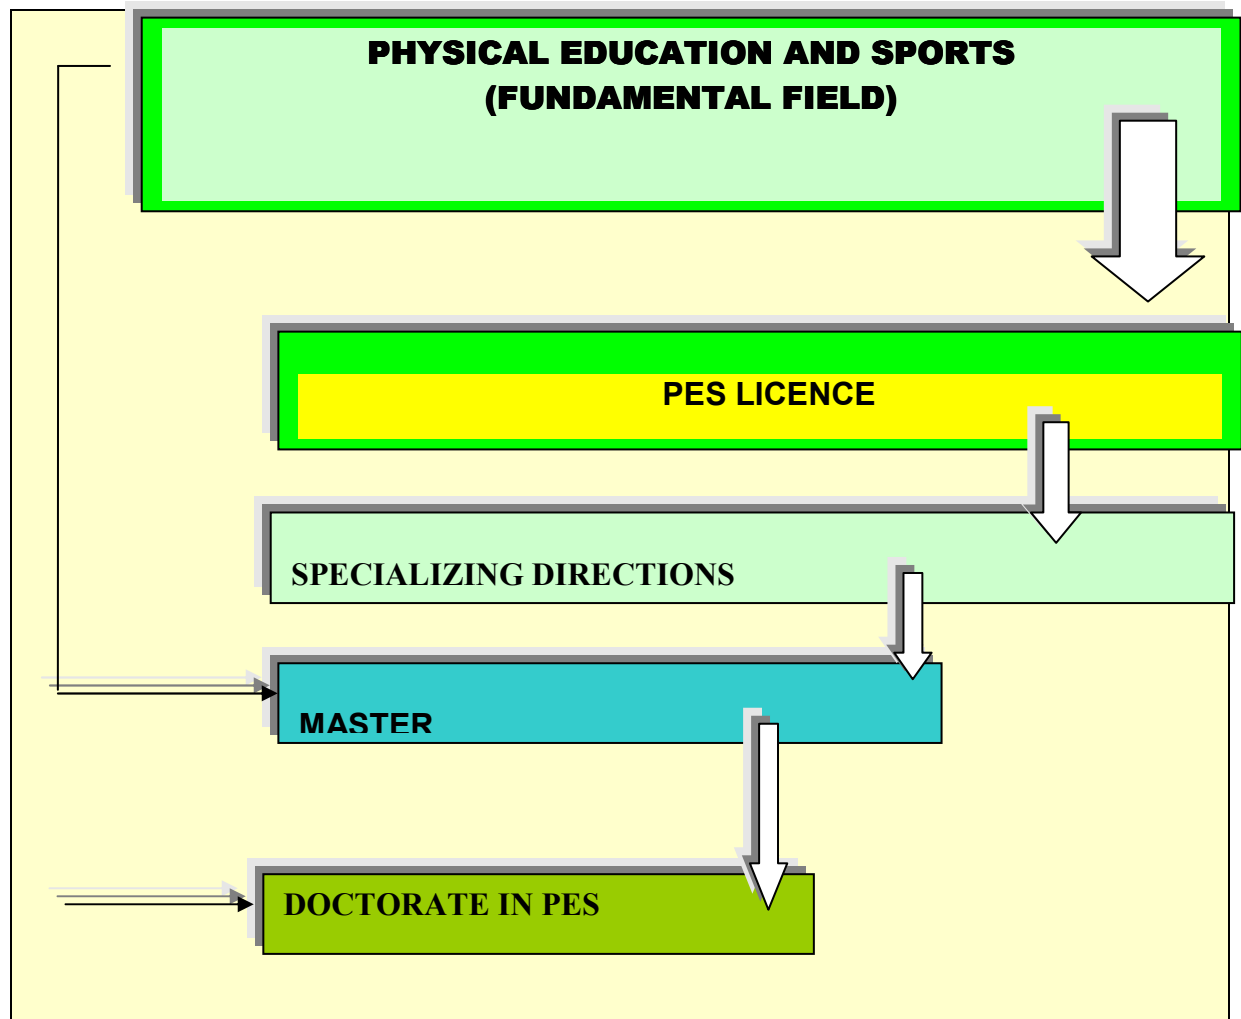 PHYSICAL EDUCATION AND SPORTS
(FUNDAMENTAL FIELD)
PES LICENCE
SPECIALIZING DIRECTIONS
MASTER
DOCTORATE IN PES